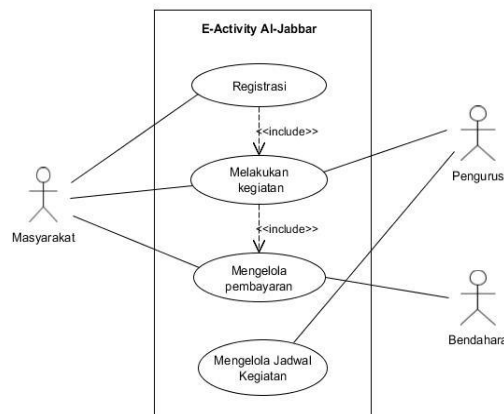 E-Activity Al-Jabbar
Registrasi
<<include>>
Melakukan
kegiatan
<<include>>
Mengelola
pembayaran
Mengelola Jadwal
Kegiatan
Masyarakat
Pengurus
Bendahara